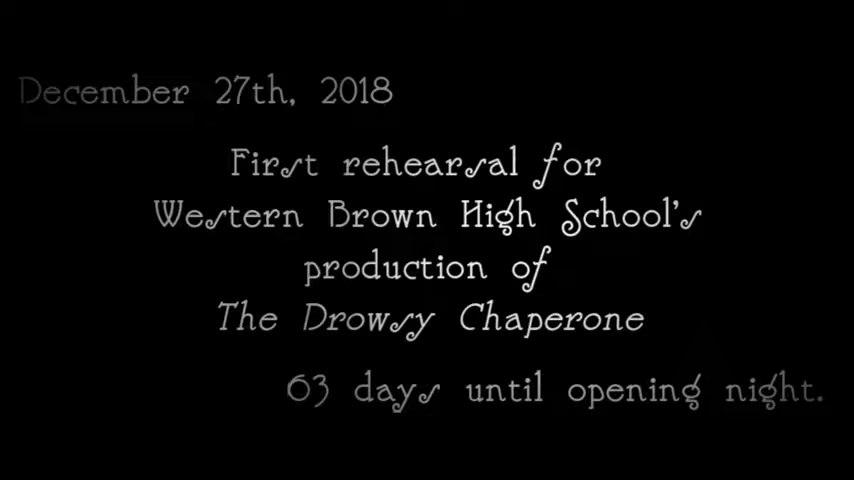 December 27th, 2018
First rehearsal for
Western Brown High School's
production of
The Drowsy Chaperone
63 days until opening night.